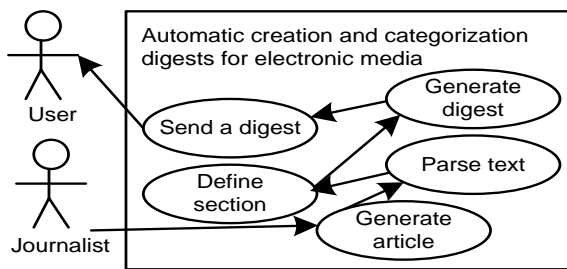 Automatic creation and categorization
digests for electronic media
Generate
digest
User
Send a digest
Parse text
Define
section
Generate
article
Journalist